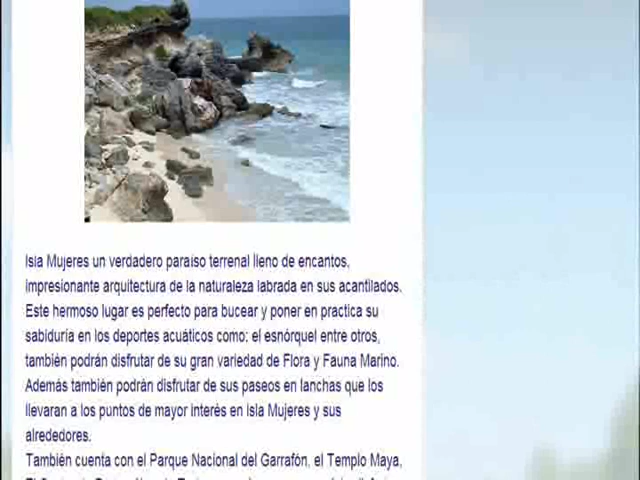 Isla Mujeres un verdadero paraíso terrenal lleno de encantos,
impresionante arquitectura de la naturaleza labrada en sus acantilados.
Este hermoso lugar es perfecto para bucear y poner en practica su
sabiduría en los deportes acuáticos como: el esnórquel entre otros,
también podrán disfrutar de su gran variedad de Flora y Fauna Marino.
Además también podrán disfrutar de sus paseos en lanchas que los
llevaran a los puntos de mayor interés en Isla Mujeres y sus
alrededores.
También cuenta con el Parque Nacional del Garrafón, el Templo Maya,